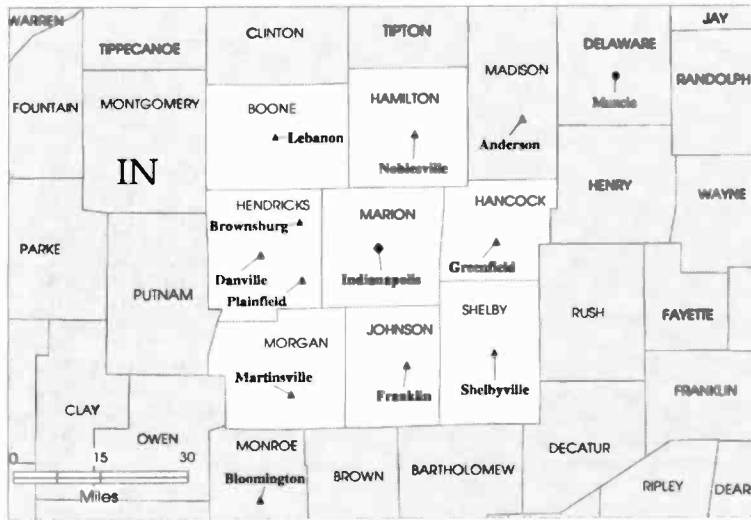 WARREN
TIPPECANOE
CLINTON
TIPTON
DELAWARE
JAY
MADISON
FOUNTAIN
MONTGOMERY
BOONE
HAMILTON
RANDOLPH
Muncie
Lebanon
Noblesville
Anderson
IN
HENRY
WAYNE
HENDRICKS
MARION
HANCOCK
Brownsburg
PARKE
Danville
Indianapolis
Greenfield
PUTNAM
Plainfield
SHELBY
RUSH
FAYETTE
MORGAN
JOHNSON
Martinsville
Franklin
Shelbyville
FRANKLIN
CLAY
OWEN
MONROE
DECATUR
0 15 30
Miles
Bloomington
BROWN
BARTHOLOMEW
RIPLEY
DEAR